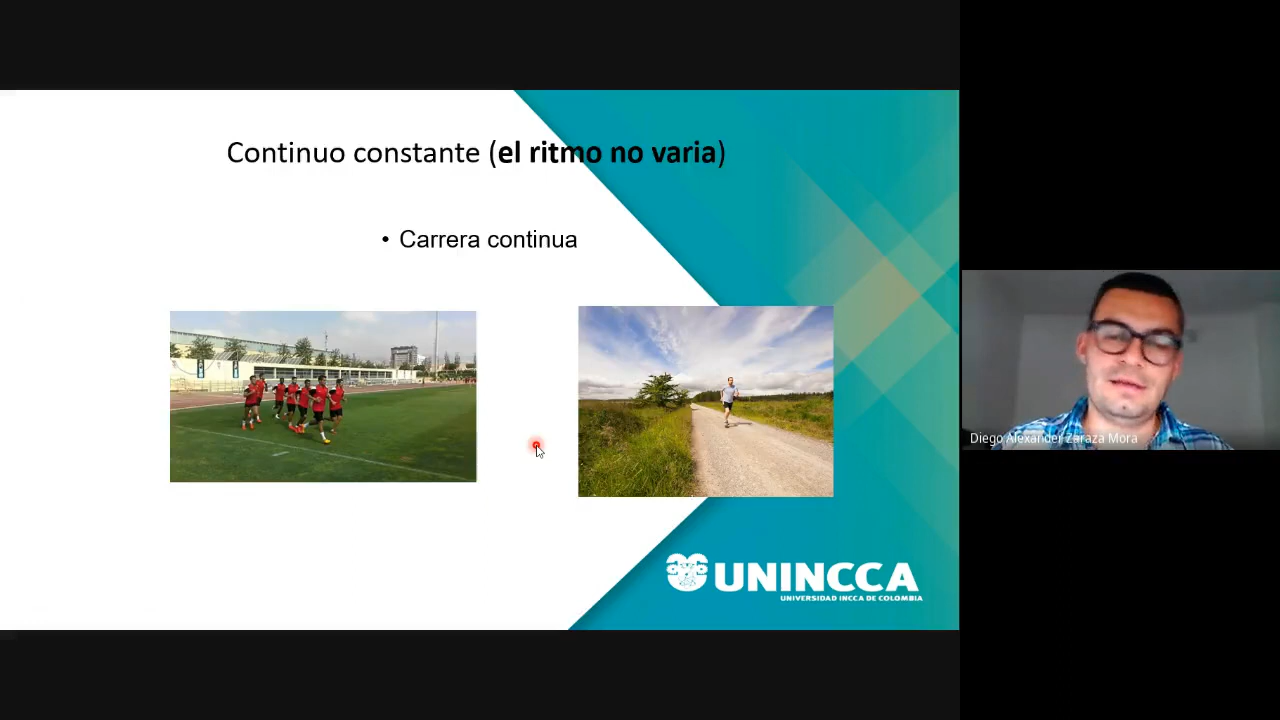 Continuo constante (el ritmo no varia)
• Carrera continua
UNINCCA
UNIVERSIDAD INCCA DE COLOMBIA
Diego Alexander Zaraza Mora